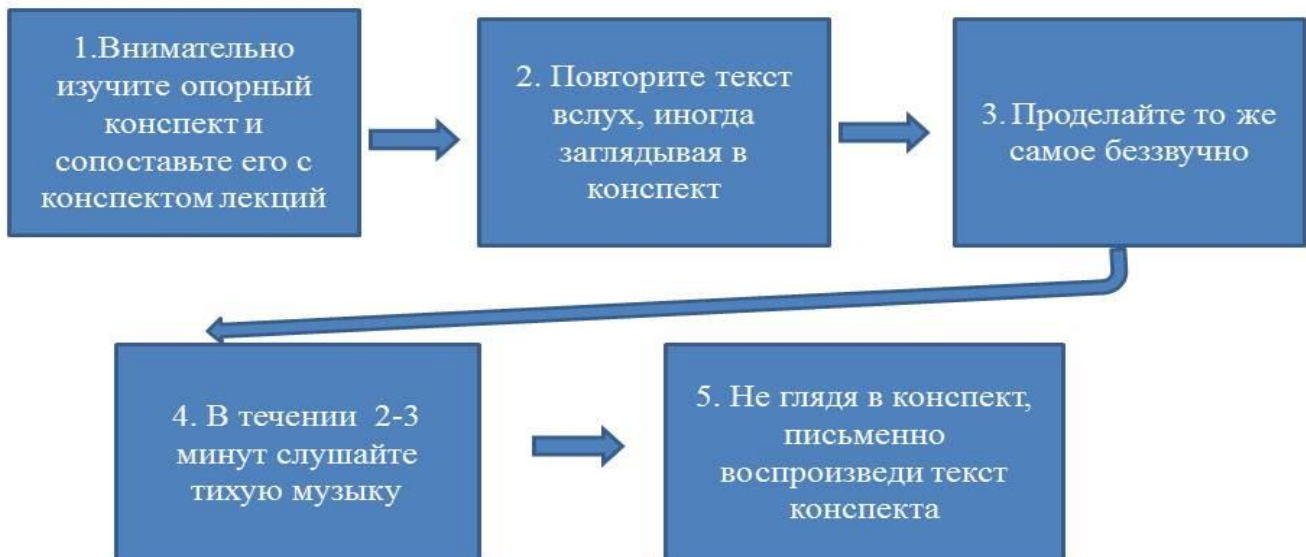 1.Внимательно
изучите опорный
конспект и
сопоставьте его с
конспектом лекций
2. Повторите текст
вслух, иногда
заглядывая в
конспект
3. Проделайте то же
самое беззвучно
4. В течении 2-3
минут слушайте
тихую музыку
5. Не глядя в конспект,
письменно
воспроизведи текст
конспекта